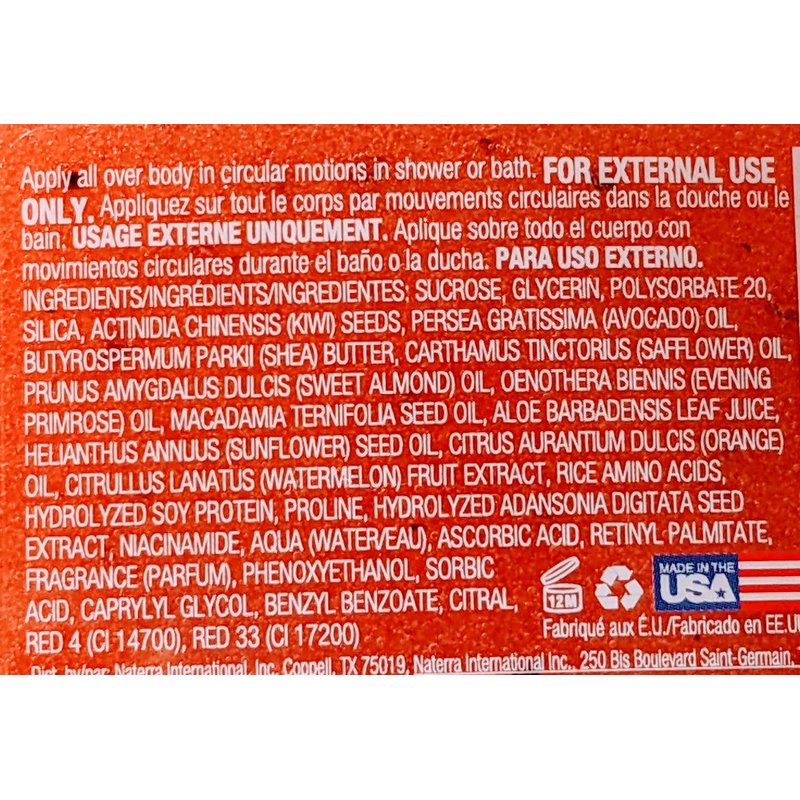 Apply all over body in circular motions in shower or bath. FOR EXTERNAL USE
ONLY. Appliquez sur tout le corps par mouvements circulaires dans la douche ou le
bain. USAGE EXTERNE UNIQUEMENT. Aplique sobre todo el cuerpo con
movimientos circulares durante el baño o la ducha. PARA USO EXTERNO.
INGREDIENTS/INGRÉDIENTS/INGREDIENTES: SUCROSE, GLYCERIN, POLYSORBATE 20,
SILICA, ACTINIDIA CHINENSIS (KIWI) SEEDS, PERSEA GRATISSIMA (AVOCADO) OIL,
BUTYROSPERMUM PARKII (SHEA) BUTTER, CARTHAMUS TINCTORIUS (SAFFLOWER) OIL,
PRUNUS AMYGDALUS DULCIS (SWEET ALMOND) OIL, OENOTHERA BIENNIS (EVENING
PRIMROSE) OIL, MACADAMIA TERNIFOLIA SEED OIL, ALOE BARBADENSIS LEAF JUICE,
HELIANTHUS ANNUUS (SUNFLOWER) SEED OIL, CITRUS AURANTIUM DULCIS (ORANGE)
OIL, CITRULLUS LANATUS (WATERMELON) FRUIT EXTRACT, RICE AMINO ACIDS,
HYDROLYZED SOY PROTEIN, PROLINE, HYDROLYZED ADANSONIA DIGITATA SEED
EXTRACT, NIACINAMIDE, AQUA (WATER/EAU), ASCORBIC ACID, RETINYL PALMITATE,
FRAGRANCE (PARFUM), PHENOXYETHANOL, SORBIC
ACID, CAPRYLYL GLYCOL, BENZYL BENZOATE, CITRAL,
RED 4 (CI 14700), RED 33 (CI 17200)
12 M
MADE IN THE
USA
Fabriqué aux É.U./Fabricado en EE.UU
Dist. by/par: Naterra International, Inc. Coppell, TX 75019, Naterra International Inc., 250 Bis Boulevard Saint-Germain,